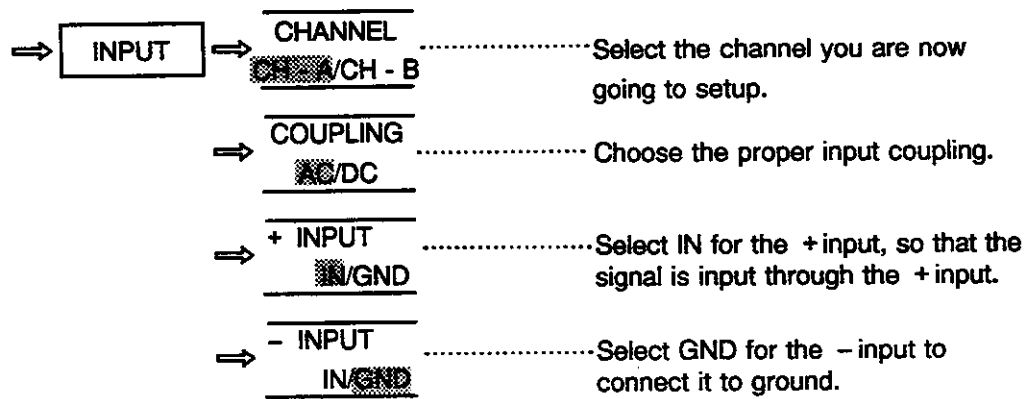 INPUT
CHANNEL
CH - A/CH - B
Select the channel you are now
going to setup.
COUPLING
AC/DC
Choose the proper input coupling.
+ INPUT
IN/GND
Select IN for the +input, so that the
signal is input through the +input.
– INPUT
IN/GND
Select GND for the –input to
connect it to ground.